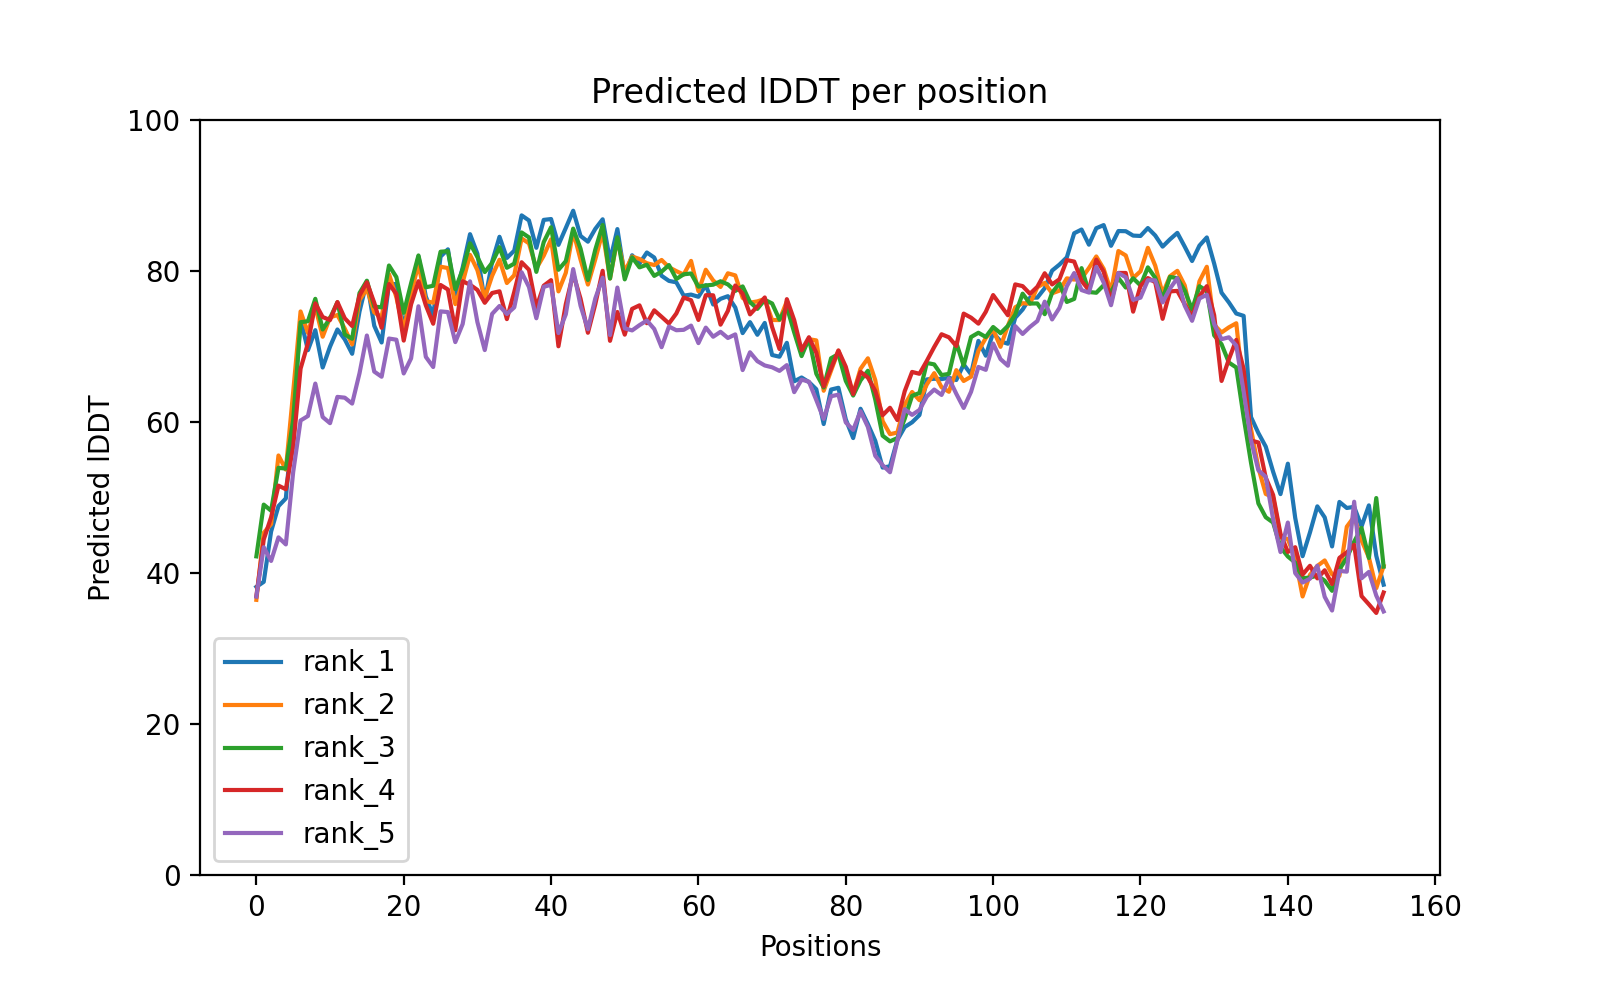 Predicted lDDT per position
100
80
60
40
20
0
Predicted lDDT
rank_1
rank_2
rank_3
rank_4
rank_5
0 20 40 60 80 100 120 140 160
Positions